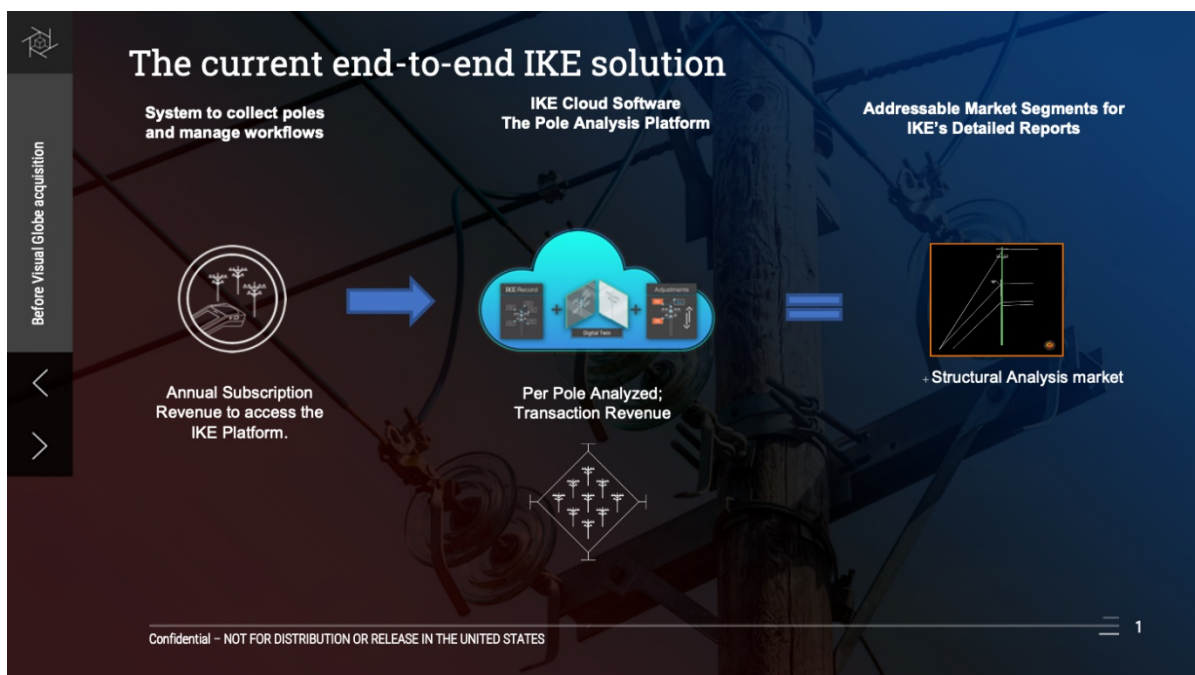 The current end-to-end IKE solution
Before Visual Globe acquisition
System to collect poles
and manage workflows
IKE Cloud Software
The Pole Analysis Platform
Addressable Market Segments for
IKE's Detailed Reports
IKE Record
+
Digital Twin
+
Adjustments
Annual Subscription
Revenue to access the
IKE Platform.
Per Pole Analyzed;
Transaction Revenue
+ Structural Analysis market
Confidential – NOT FOR DISTRIBUTION OR RELEASE IN THE UNITED STATES
1